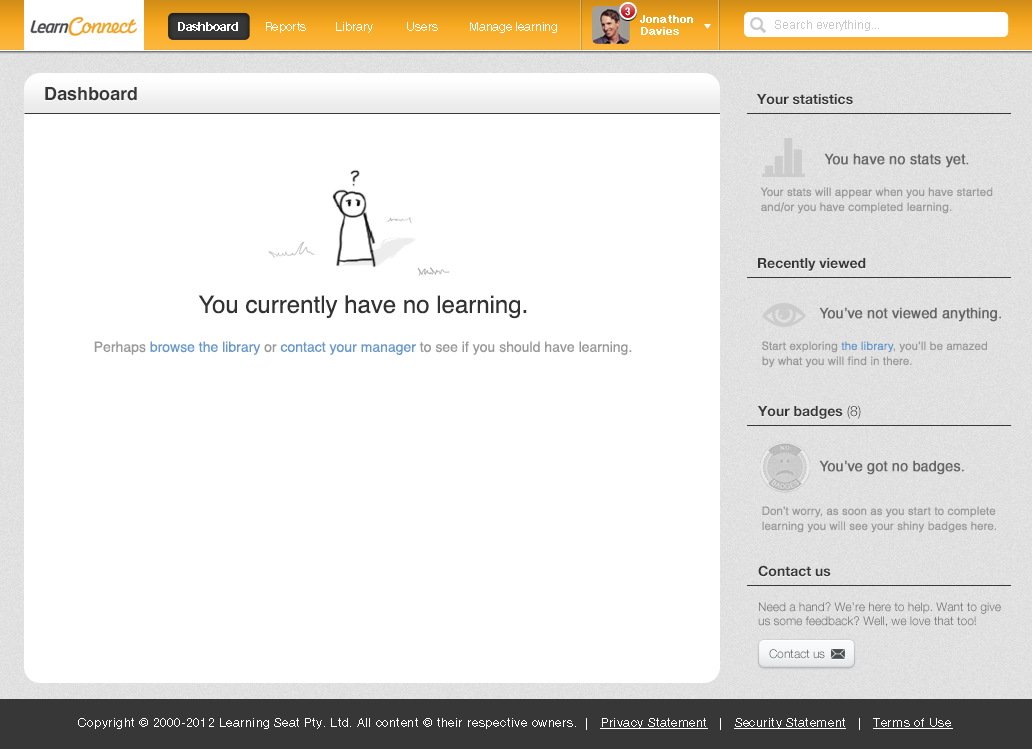 LearnConnect
Dashboard
Reports
Library
Users
Manage learning
3
Jonathon
Davies
Search everything...
Dashboard
?
You currently have no learning.
Perhaps browse the library or contact your manager to see if you should have learning.
Your statistics
You have no stats yet.
Your stats will appear when you have started
and/or you have completed learning.
Recently viewed
You've not viewed anything.
Start exploring the library, you'll be amazed
by what you will find in there.
Your badges (8)
NO
BADGES
You've got no badges.
Don't worry, as soon as you start to complete
learning you will see your shiny badges here.
Contact us
Need a hand? We're here to help. Want to give
us some feedback? Well, we love that too!
Contact us
Copyright © 2000-2012 Learning Seat Pty. Ltd. All content © their respective owners. | Privacy Statement | Security Statement | Terms of Use